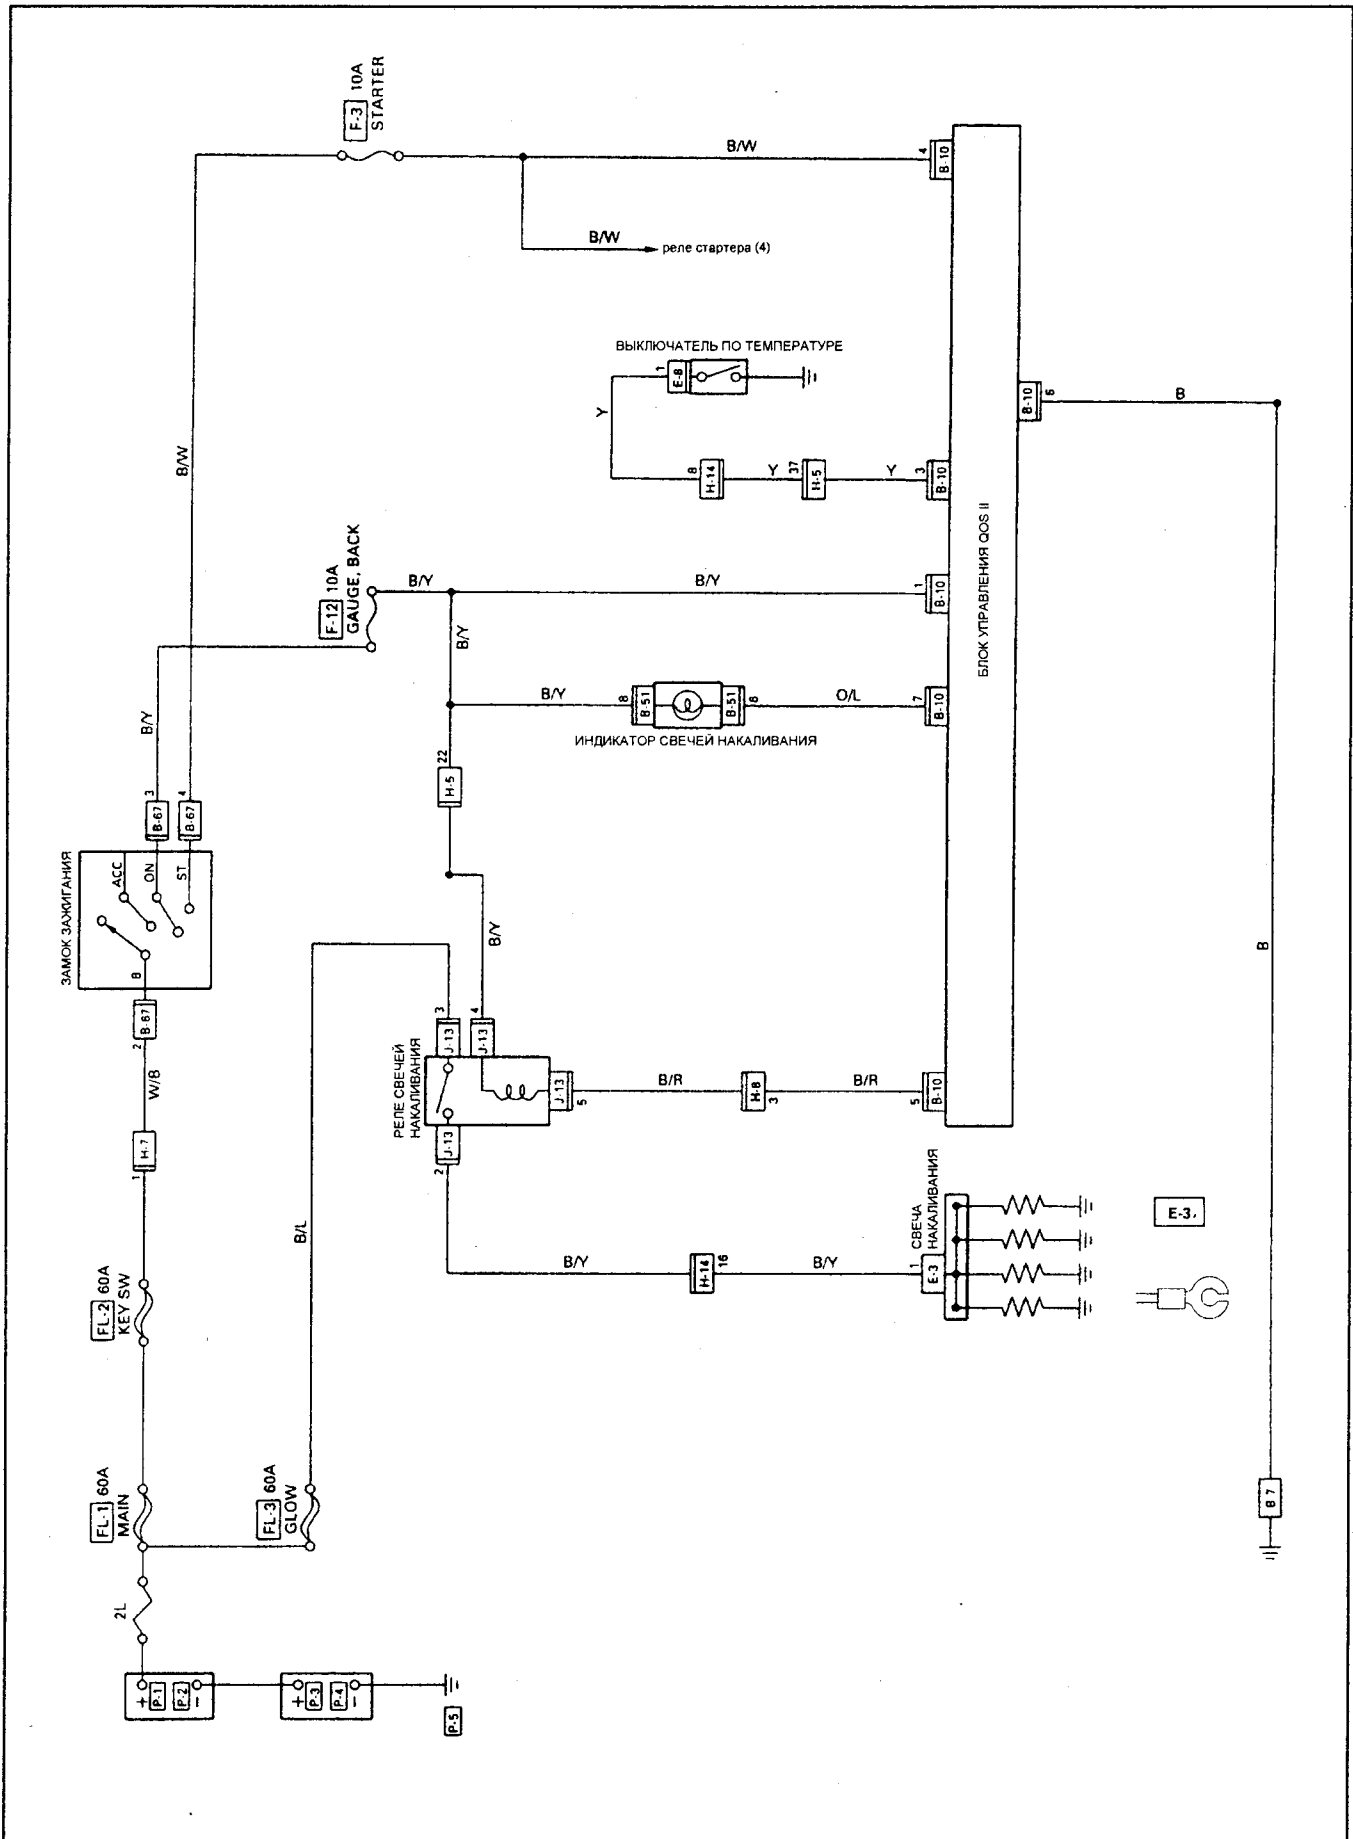 F-3 10A
STARTER
B/W
4
B-10
B/W
реле стартера (4)
ВЫКЛЮЧАТЕЛЬ ПО ТЕМПЕРАТУРЕ
1
E-8
Y
8
H-14
Y
37
H-5
Y
3
B-10
B-10
6
B
B/W
F-12 10A
GAUGE, BACK
B/Y
B/Y
1
B-10
B/Y
B/Y
8
B-51
B-51
8
O/L
7
B-10
ИНДИКАТОР СВЕЧЕЙ НАКАЛИВАНИЯ
БЛОК УПРАВЛЕНИЯ QOS II
B/Y
3
B-67
4
B-67
22
H-5
ЗАМОК ЗАЖИГАНИЯ
ACC
ON
ST
B
B-67
2
W/B
H-7
1
B/Y
РЕЛЕ СВЕЧЕЙ
НАКАЛИВАНИЯ
3
J-13
4
J-13
J-13
5
J-13
2
B/R
H-8
3
B/R
5
B-10
B
B/L
B/Y
H-14
16
B/Y
СВЕЧА
НАКАЛИВАНИЯ
1
E-3
E-3
FL-2 60A
KEY SW
FL-1 60A
MAIN
FL-3 60A
GLOW
2L
B 7
+
P-1
P-2
−
+
P-3
P-4
−
P-5